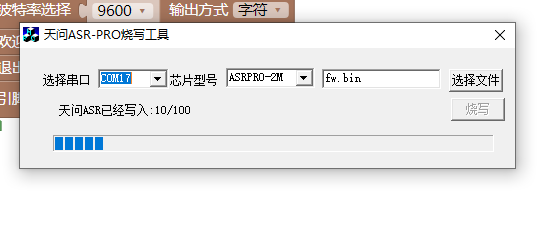 波特率选择 9600 输出方式 字符
欢迎
天问ASR-PRO烧写工具
退出
选择串口 COM17 芯片型号 ASRPRO-2M fw.bin 选择文件
引脚
天问ASR已经写入:10/100 烧写